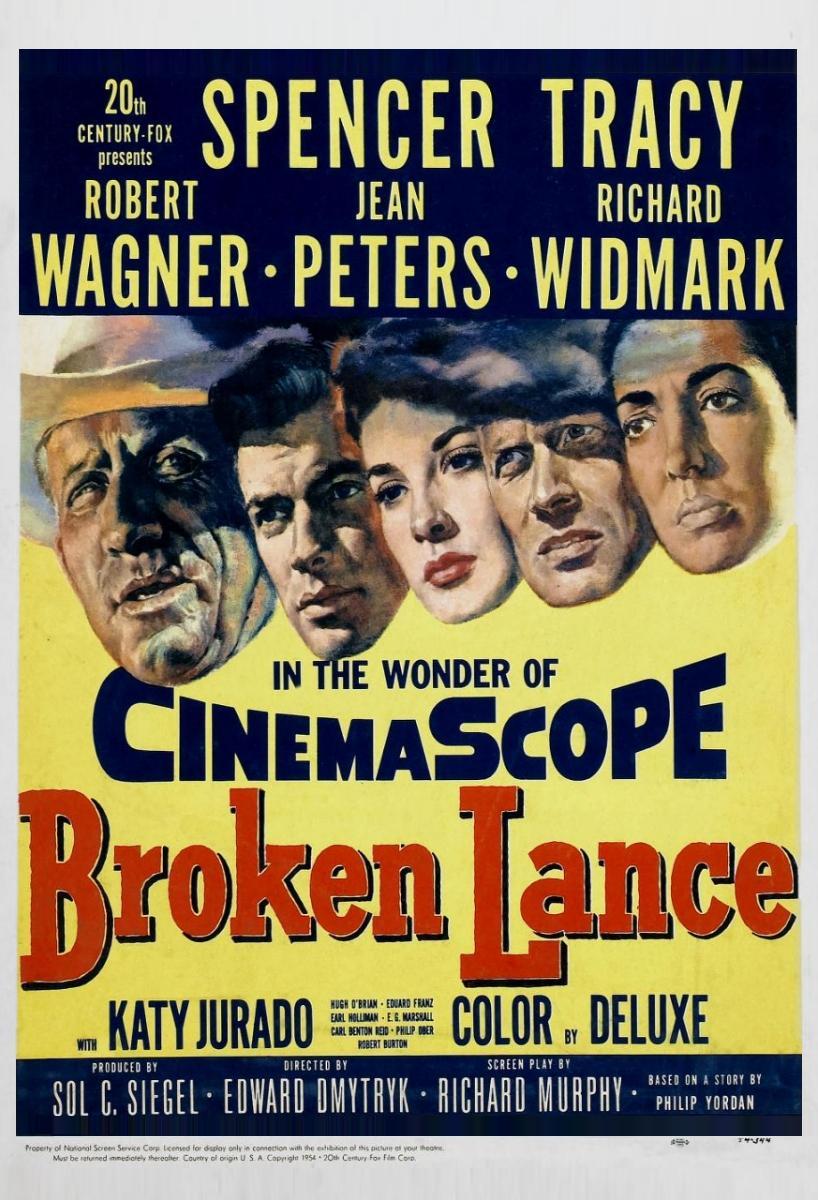 20th
CENTURY-FOX
presents
SPENCER TRACY
ROBERT
WAGNER · JEAN
PETERS · RICHARD
WIDMARK
IN THE WONDER OF
CINEMASCOPE
Broken Lance
WITH KATY JURADO
HUGH O'BRIAN · EDUARD FRANZ
EARL HOLLIMAN · E. G. MARSHALL
CARL BENTON REID · PHILIP OBER
ROBERT BURTON
COLOR BY DELUXE
PRODUCED BY
SOL C. SIEGEL ·
DIRECTED BY
EDWARD DMYTRYK ·
SCREEN PLAY BY
RICHARD MURPHY ·
BASED ON A STORY BY
PHILIP YORDAN
Property of National Screen Service Corp. Licensed for display only in connection with the exhibition of this picture at your theatre.
Must be returned immediately thereafter. Country of origin U. S. A. Copyright 1954 · 20th Century-Fox Film Corp.